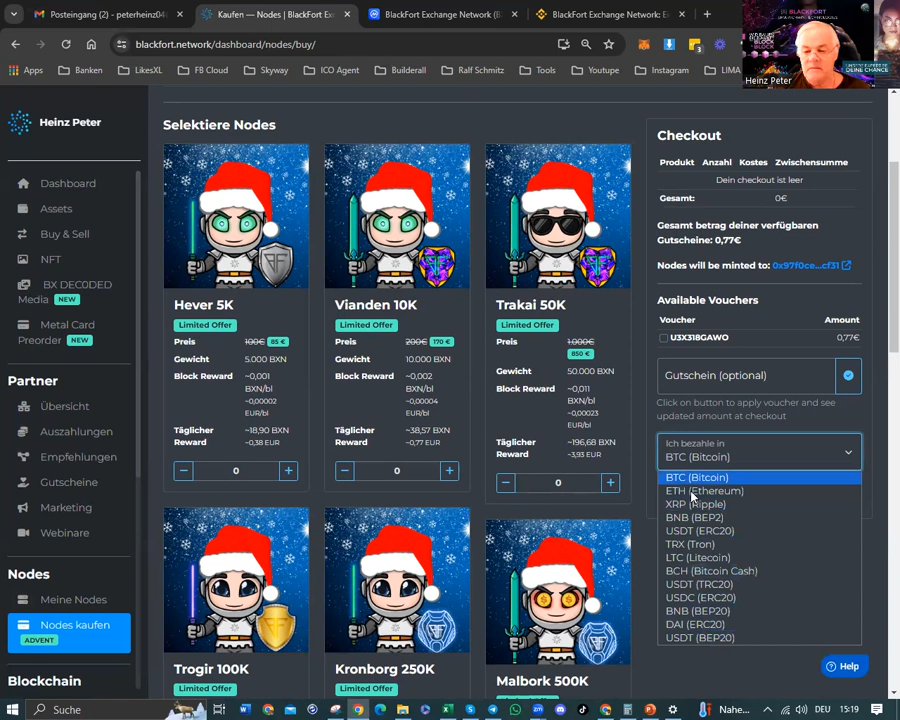 Posteingang – peterheinz04
Kaufen — Nodes | BlackFort Ex
BlackFort Exchange Network (B
BlackFort Exchange Network: E
blackfort.network/dashboard/nodes/buy/
Apps
Banken
LikesXL
FB Cloud
Skyway
ICO Agent
Builderall
Ralf Schmitz
Tools
Youtube
Instagram
LIMA
BLACKFORT
BLOCK
DEINE CHANCE
Heinz Peter
Heinz Peter
Dashboard
Assets
Buy & Sell
NFT
BX DECODED
Media NEW
Metal Card
Preorder NEW
Partner
Übersicht
Auszahlungen
Empfehlungen
Gutscheine
Marketing
Webinare
Nodes
Meine Nodes
Nodes kaufen
ADVENT
Blockchain
Selektiere Nodes
Hever 5K
Limited Offer
Preis 100€ 85 €
Gewicht 5.000 BXN
Block Reward ~0,001
BXN/bl
~0,00002
EUR/bl
Täglicher ~18,90 BXN
Reward ~0,38 EUR
0
Vianden 10K
Limited Offer
Preis 200€ 170 €
Gewicht 10.000 BXN
Block Reward ~0,002
BXN/bl
~0,00004
EUR/bl
Täglicher ~38,57 BXN
Reward ~0,77 EUR
0
Trakai 50K
Limited Offer
Preis 1.000€
850 €
Gewicht 50.000 BXN
Block Reward ~0,011
BXN/bl
~0,00023
EUR/bl
Täglicher ~196,68 BXN
Reward ~3,93 EUR
0
Trogir 100K
Limited Offer
Kronborg 250K
Limited Offer
Malbork 500K
Limited Offer
Checkout
Produkt Anzahl Kostes Zwischensumme
Dein checkout ist leer
Gesamt: 0€
Gesamt betrag deiner verfügbaren
Gutscheine: 0,77€
Nodes will be minted to: 0x97f0ce...cf31
Available Vouchers
Voucher Amount
U3X318GAWO 0,77€
Gutschein (optional)
Click on button to apply voucher and see
updated amount at checkout
Ich bezahle in
BTC (Bitcoin)
BTC (Bitcoin)
ETH (Ethereum)
XRP (Ripple)
BNB (BEP2)
USDT (ERC20)
TRX (Tron)
LTC (Litecoin)
BCH (Bitcoin Cash)
USDT (TRC20)
USDC (ERC20)
BNB (BEP20)
DAI (ERC20)
USDT (BEP20)
Help
Suche
Nahe...
DEU
15:19